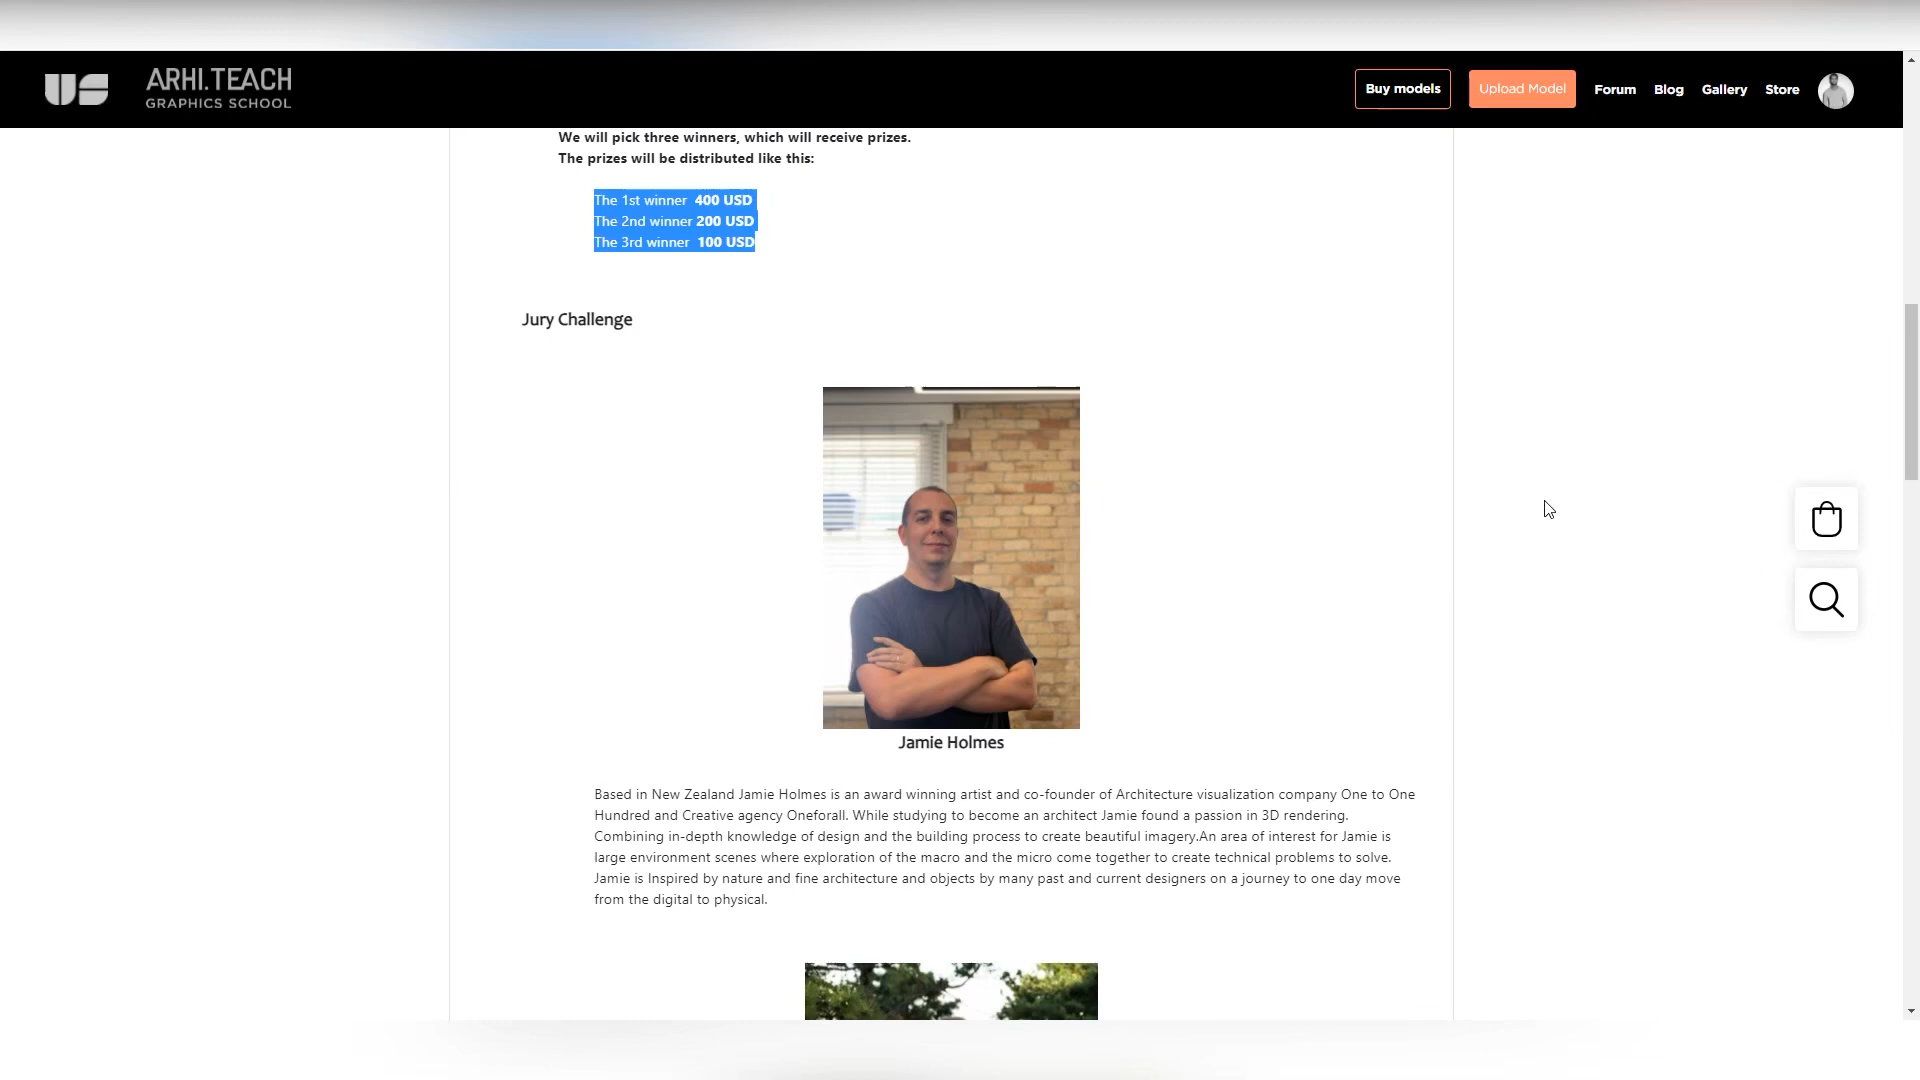 ARHI.TEACH
GRAPHICS SCHOOL
Buy models
Upload Model
Forum
Blog
Gallery
Store
We will pick three winners, which will receive prizes.
The prizes will be distributed like this:
The 1st winner 400 USD
The 2nd winner 200 USD
The 3rd winner 100 USD
Jury Challenge
Jamie Holmes
Based in New Zealand Jamie Holmes is an award winning artist and co-founder of Architecture visualization company One to One
Hundred and Creative agency Oneforall. While studying to become an architect Jamie found a passion in 3D rendering.
Combining in-depth knowledge of design and the building process to create beautiful imagery.An area of interest for Jamie is
large environment scenes where exploration of the macro and the micro come together to create technical problems to solve.
Jamie is Inspired by nature and fine architecture and objects by many past and current designers on a journey to one day move
from the digital to physical.